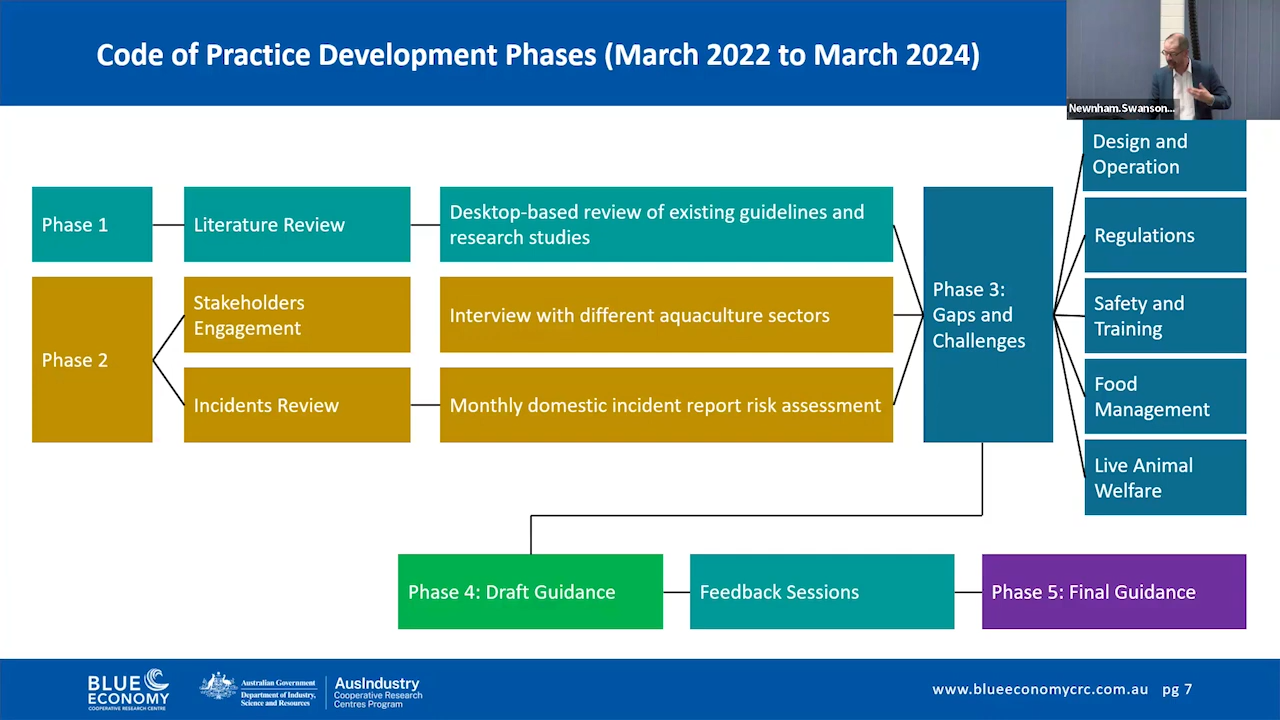 Code of Practice Development Phases (March 2022 to March 2024)
Newnham.Swanson...
Phase 1
Literature Review
Desktop-based review of existing guidelines and
research studies
Phase 2
Stakeholders
Engagement
Interview with different aquaculture sectors
Incidents Review
Monthly domestic incident report risk assessment
Phase 3:
Gaps and
Challenges
Design and
Operation
Regulations
Safety and
Training
Food
Management
Live Animal
Welfare
Phase 4: Draft Guidance
Feedback Sessions
Phase 5: Final Guidance
BLUE
ECONOMY
COOPERATIVE RESEARCH CENTRE
Australian Government
Department of Industry,
Science and Resources
AusIndustry
Cooperative Research
Centres Program
www.blueeconomycrc.com.au pg 7